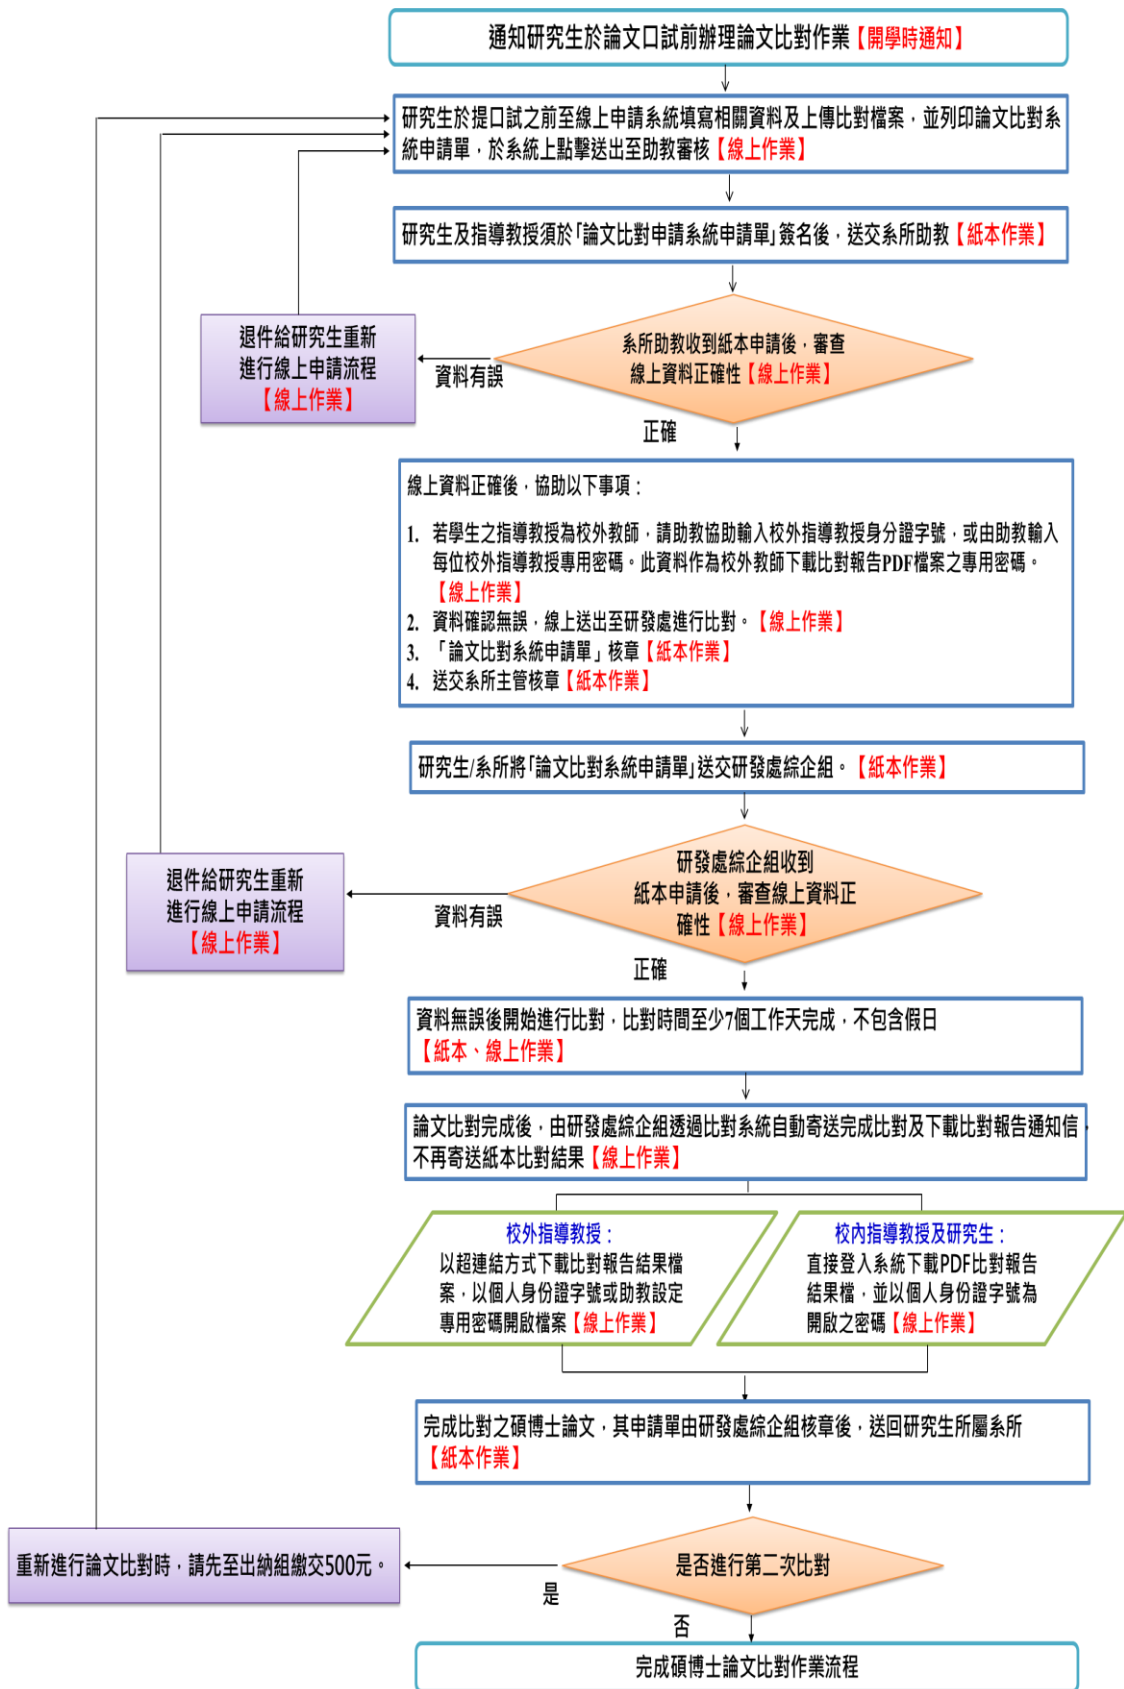 通知研究生於論文口試前辦理論文比對作業【開學時通知】
研究生於提口試之前至線上申請系統填寫相關資料及上傳比對檔案，並列印論文比對系
統申請單，於系統上點擊送出至助教審核【線上作業】
研究生及指導教授須於「論文比對申請系統申請單」簽名後，送交系所助教【紙本作業】
系所助教收到紙本申請後，審查
線上資料正確性【線上作業】
資料有誤
退件給研究生重新
進行線上申請流程
【線上作業】
正確
線上資料正確後，協助以下事項：
1. 若學生之指導教授為校外教師，請助教協助輸入校外指導教授身分證字號，或由助教輸入
每位校外指導教授專用密碼。此資料作為校外教師下載比對報告PDF檔案之專用密碼。
【線上作業】
2. 資料確認無誤，線上送出至研發處進行比對。【線上作業】
3. 「論文比對系統申請單」核章【紙本作業】
4. 送交系所主管核章【紙本作業】
研究生/系所將「論文比對系統申請單」送交研發處綜企組。【紙本作業】
研發處綜企組收到
紙本申請後，審查線上資料正
確性【線上作業】
資料有誤
退件給研究生重新
進行線上申請流程
【線上作業】
正確
資料無誤後開始進行比對，比對時間至少7個工作天完成，不包含假日
【紙本、線上作業】
論文比對完成後，由研發處綜企組透過比對系統自動寄送完成比對及下載比對報告通知信，
不再寄送紙本比對結果【線上作業】
校外指導教授：
以超連結方式下載比對報告結果檔
案，以個人身份證字號或助教設定
專用密碼開啟檔案【線上作業】
校內指導教授及研究生：
直接登入系統下載PDF比對報告
結果檔，並以個人身份證字號為
開啟之密碼【線上作業】
完成比對之碩博士論文，其申請單由研發處綜企組核章後，送回研究生所屬系所
【紙本作業】
是否進行第二次比對
是
重新進行論文比對時，請先至出納組繳交500元。
否
完成碩博士論文比對作業流程